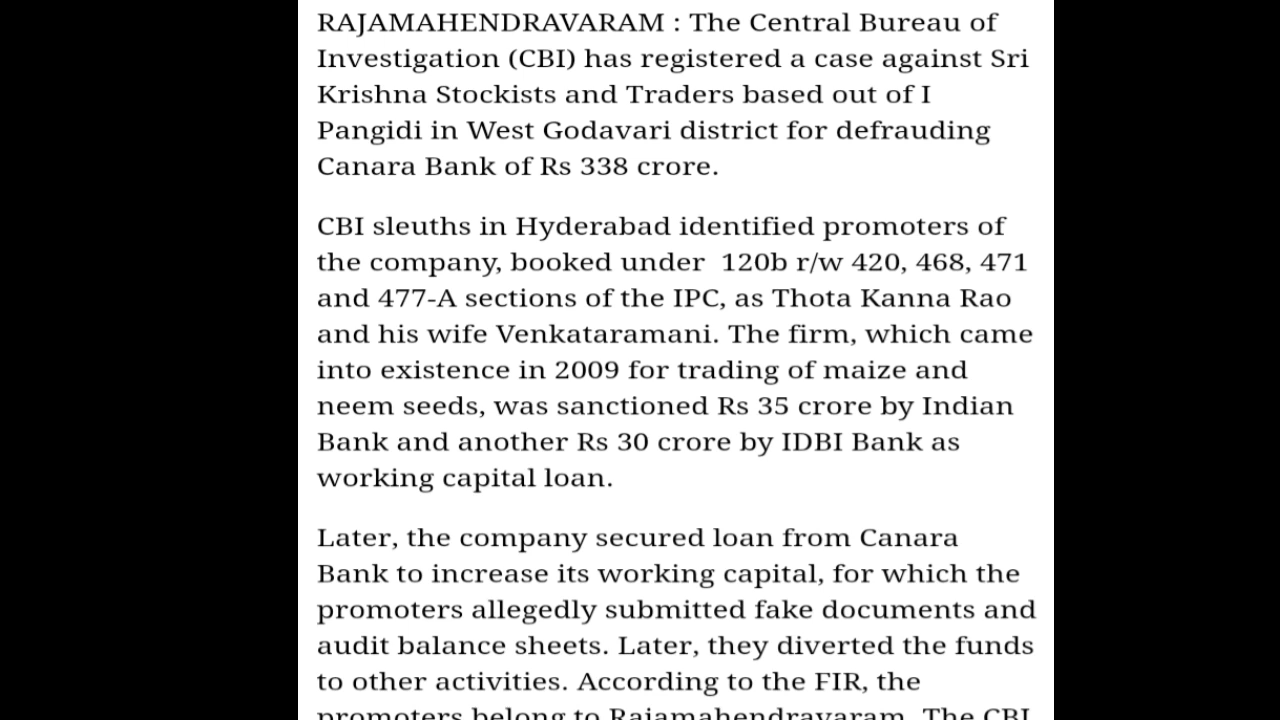 RAJAMAHENDRAVARAM : The Central Bureau of
Investigation (CBI) has registered a case against Sri
Krishna Stockists and Traders based out of I
Pangidi in West Godavari district for defrauding
Canara Bank of Rs 338 crore.
CBI sleuths in Hyderabad identified promoters of
the company, booked under  120b r/w 420, 468, 471
and 477-A sections of the IPC, as Thota Kanna Rao
and his wife Venkataramani. The firm, which came
into existence in 2009 for trading of maize and
neem seeds, was sanctioned Rs 35 crore by Indian
Bank and another Rs 30 crore by IDBI Bank as
working capital loan.
Later, the company secured loan from Canara
Bank to increase its working capital, for which the
promoters allegedly submitted fake documents and
audit balance sheets. Later, they diverted the funds
to other activities. According to the FIR, the
promoters belong to Rajamahendravaram. The CBI